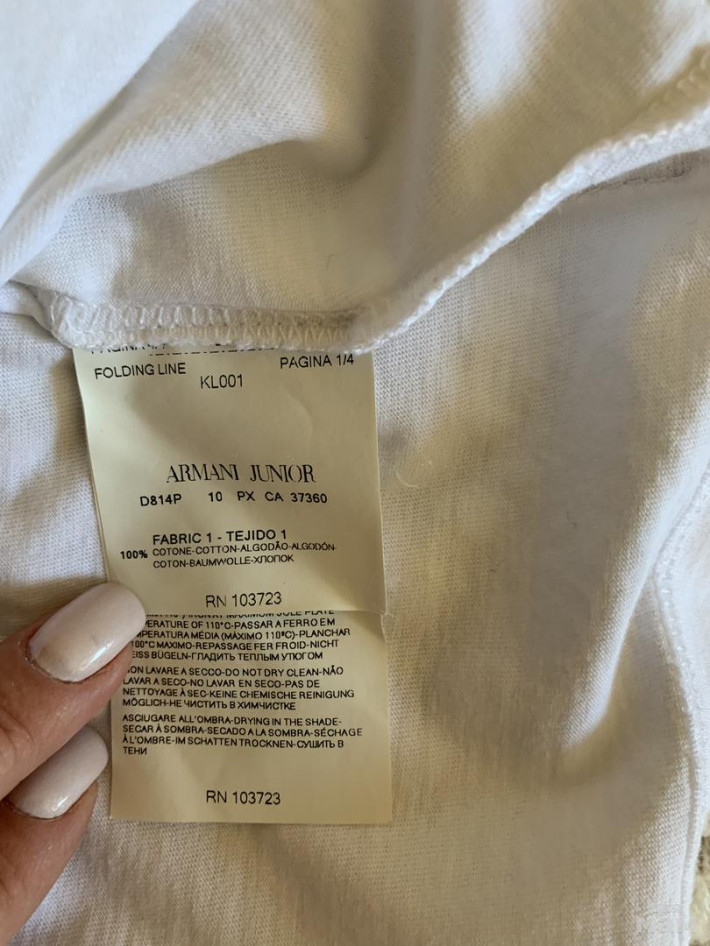 FOLDING LINE PAGINA 1/4
KL001
ARMANI JUNIOR
D814P 10 PX CA 37360
FABRIC 1 - TEJIDO 1
100% COTONE-COTTON-ALGODÃO-ALGODÓN-
COTON-BAUMWOLLE-ХЛОПОК
RN 103723
PERATURE OF 110°C-PASSAR A FERRO EM
PERATURA MÉDIA (MÁXIMO 110ºC)-PLANCHAR
100°C MAXIMO-REPASSAGE FER FROID-NICHT
EISS BÜGELN-ГЛАДИТЬ ТЕПЛЫМ УТЮГОМ
NON LAVARE A SECCO-DO NOT DRY CLEAN-NÃO
LAVAR A SECO-NO LAVAR EN SECO-PAS DE
NETTOYAGE À SEC-KEINE CHEMISCHE REINIGUNG
MÖGLICH-НЕ ЧИСТИТЬ В ХИМЧИСТКЕ
ASCIUGARE ALL'OMBRA-DRYING IN THE SHADE-
SECAR À SOMBRA-SECADO A LA SOMBRA-SÉCHAGE
À L'OMBRE-IM SCHATTEN TROCKNEN-СУШИТЬ В
ТЕНИ
RN 103723